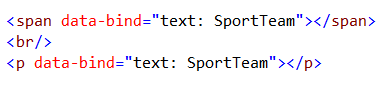 <span data-bind="text: SportTeam"></span>
<br/>
<p data-bind="text: SportTeam"></p>